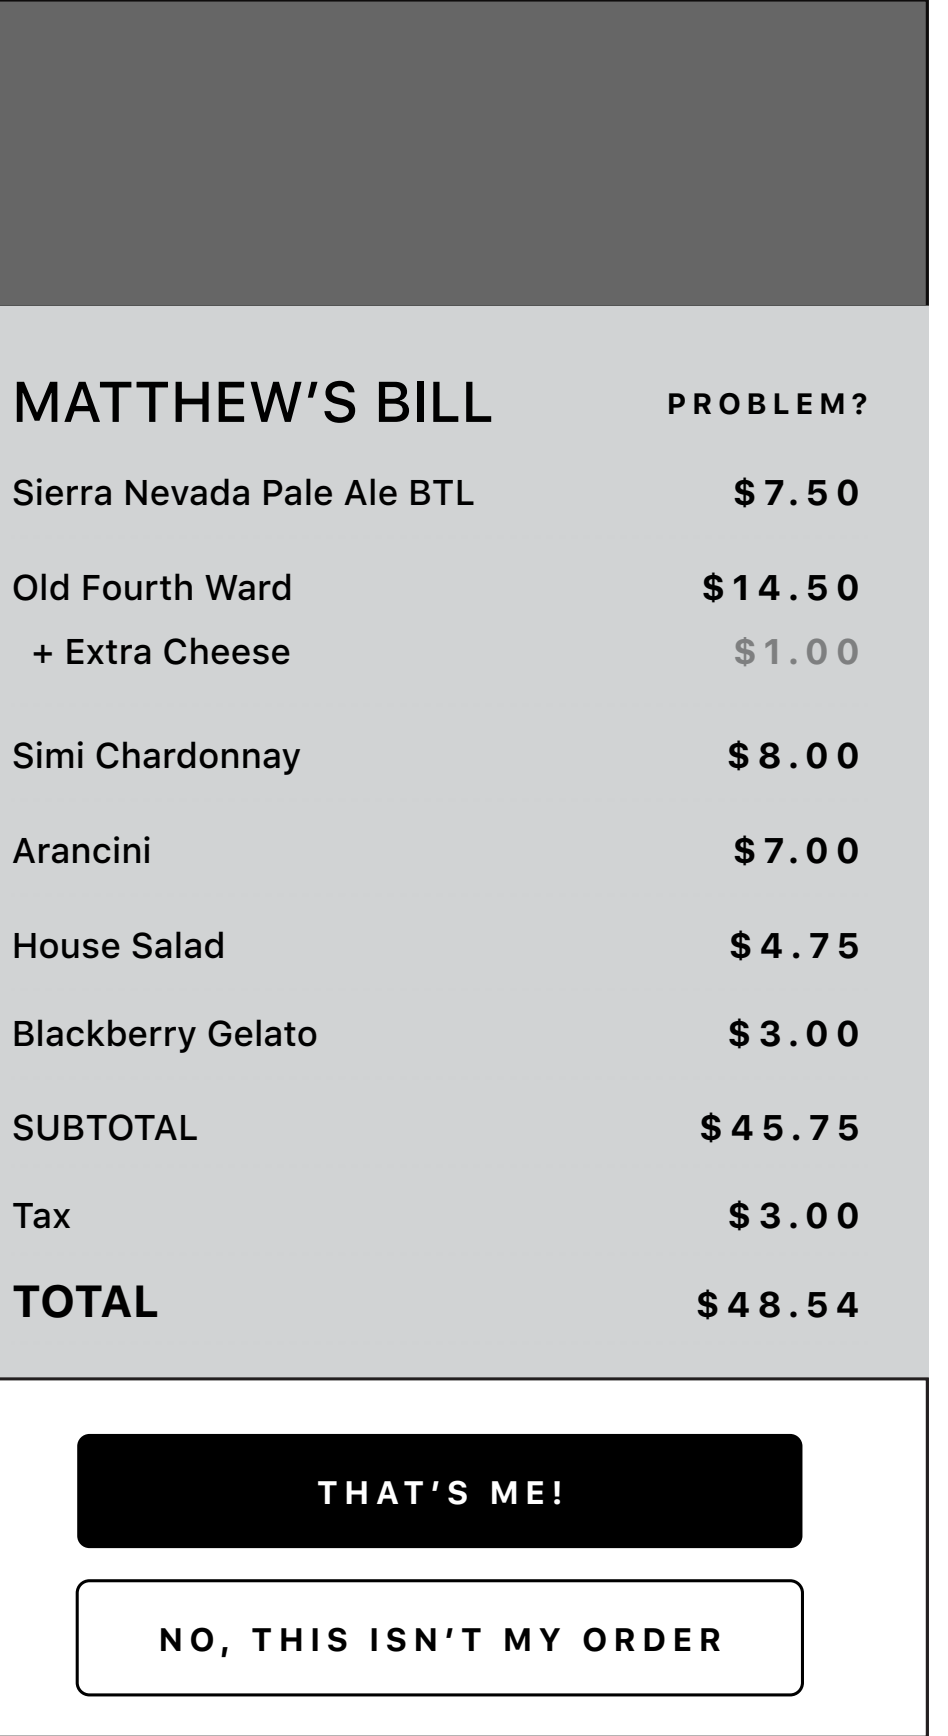 MATTHEW’S BILL PROBLEM?
Sierra Nevada Pale Ale BTL $7.50
Old Fourth Ward $14.50
+ Extra Cheese $1.00
Simi Chardonnay $8.00
Arancini $7.00
House Salad $4.75
Blackberry Gelato $3.00
SUBTOTAL $45.75
Tax $3.00
TOTAL $48.54
THAT’S ME!
NO, THIS ISN’T MY ORDER